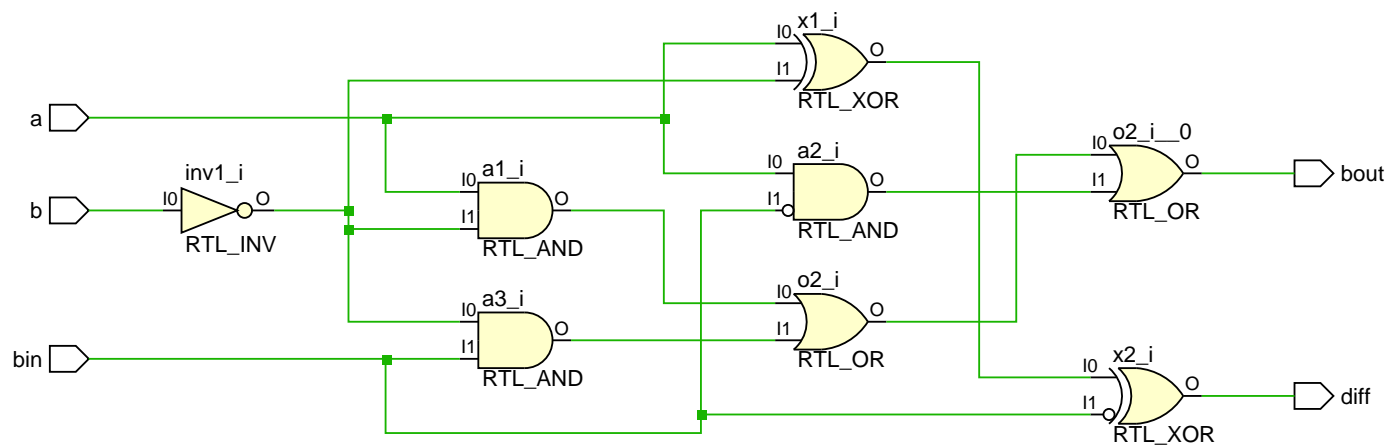 x1_i
I0
O
I1
RTL_XOR
a
inv1_i
I0
O
RTL_INV
b
a1_i
I0
O
I1
RTL_AND
a2_i
I0
O
I1
RTL_AND
o2_i__0
I0
O
I1
RTL_OR
bout
a3_i
I0
O
I1
RTL_AND
bin
o2_i
I0
O
I1
RTL_OR
x2_i
I0
O
I1
RTL_XOR
diff